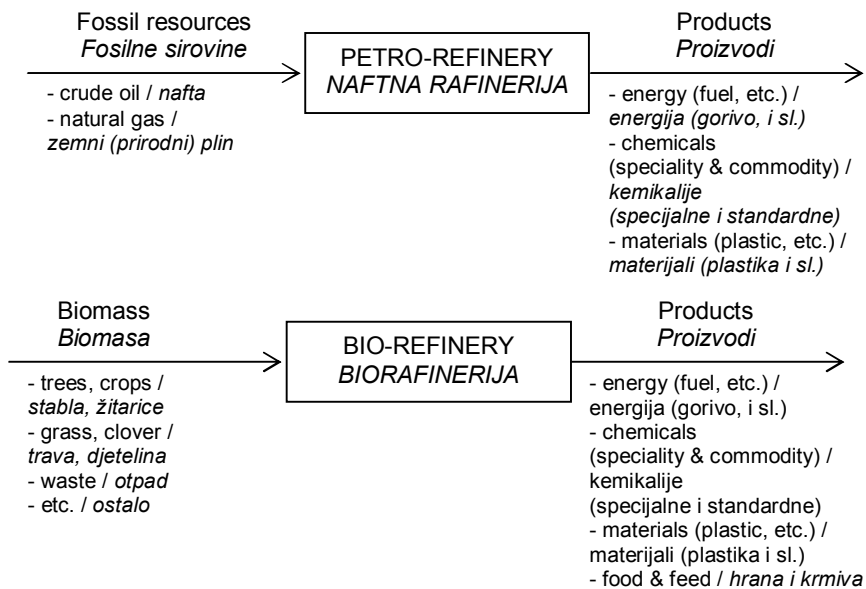 Fossil resources
Fosilne sirovine
- crude oil / nafta
- natural gas /
zemni (prirodni) plin
PETRO-REFINERY
NAFTNA RAFINERIJA
Products
Proizvodi
- energy (fuel, etc.) /
energija (gorivo, i sl.)
- chemicals
(speciality & commodity) /
kemikalije
(specijalne i standardne)
- materials (plastic, etc.) /
materijali (plastika i sl.)
Biomass
Biomasa
- trees, crops /
stabla, žitarice
- grass, clover /
trava, djetelina
- waste / otpad
- etc. / ostalo
BIO-REFINERY
BIORAFINERIJA
Products
Proizvodi
- energy (fuel, etc.) /
energija (gorivo, i sl.)
- chemicals
(speciality & commodity) /
kemikalije
(specijalne i standardne)
- materials (plastic, etc.) /
materijali (plastika i sl.)
- food & feed / hrana i krmiva